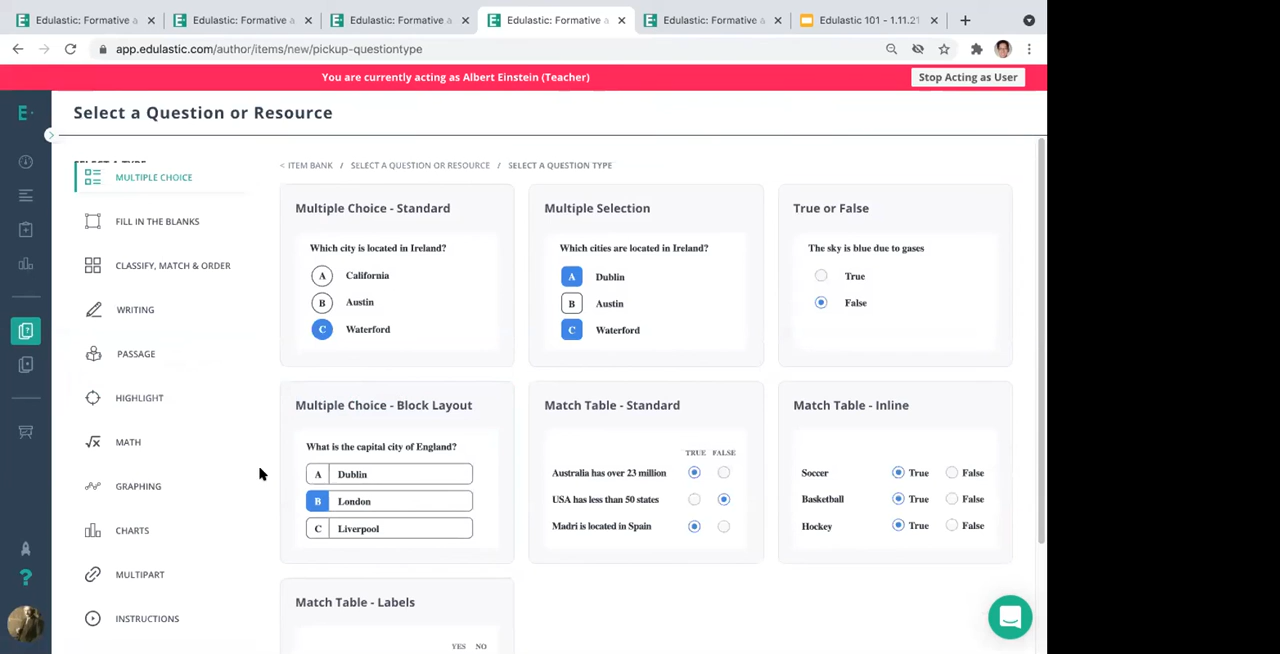 Edulastic: Formative a
Edulastic: Formative a
Edulastic: Formative a
Edulastic: Formative a
Edulastic: Formative a
Edulastic 101 - 1.11.21
app.edulastic.com/author/items/new/pickup-questiontype
You are currently acting as Albert Einstein (Teacher)
Stop Acting as User
E
Select a Question or Resource
< ITEM BANK / SELECT A QUESTION OR RESOURCE / SELECT A QUESTION TYPE
MULTIPLE CHOICE
FILL IN THE BLANKS
CLASSIFY, MATCH & ORDER
WRITING
PASSAGE
HIGHLIGHT
MATH
GRAPHING
CHARTS
MULTIPART
INSTRUCTIONS
Multiple Choice - Standard
Which city is located in Ireland?
A California
B Austin
C Waterford
Multiple Selection
Which cities are located in Ireland?
A Dublin
B Austin
C Waterford
True or False
The sky is blue due to gases
True
False
Multiple Choice - Block Layout
What is the capital city of England?
A Dublin
B London
C Liverpool
Match Table - Standard
TRUE FALSE
Australia has over 23 million
USA has less than 50 states
Madri is located in Spain
Match Table - Inline
Soccer True False
Basketball True False
Hockey True False
Match Table - Labels
YES NO